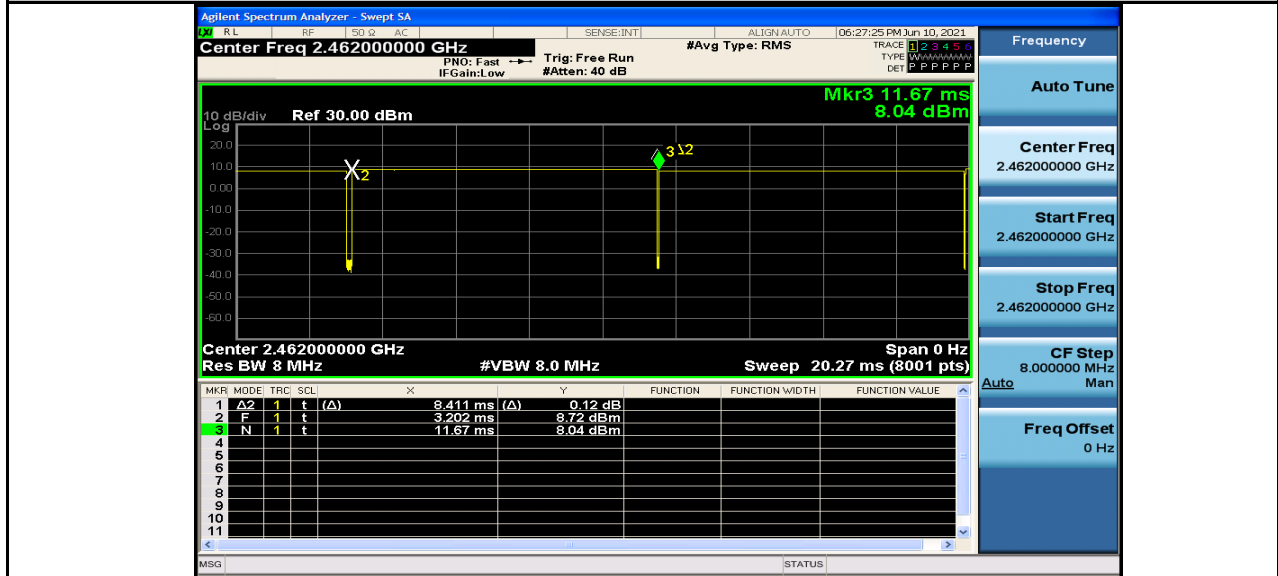 Agilent Spectrum Analyzer - Swept SA
LXI RL RF 50 Ω AC SENSE:INT ALIGN AUTO 06:27:25 PM Jun 10, 2021
Center Freq 2.462000000 GHz
PNO: Fast
IFGain:Low
Trig: Free Run
#Atten: 40 dB
#Avg Type: RMS
TRACE 1 2 3 4 5 6
TYPE WWWWWW
DET P P P P P P
Mkr3 11.67 ms
8.04 dBm
10 dB/div Ref 30.00 dBm
Log
20.0
10.0
0.00
-10.0
-20.0
-30.0
-40.0
-50.0
-60.0
2
3 Δ2
Center 2.462000000 GHz Span 0 Hz
Res BW 8 MHz #VBW 8.0 MHz Sweep 20.27 ms (8001 pts)
MKR MODE TRC SCL X Y FUNCTION FUNCTION WIDTH FUNCTION VALUE
1 Δ2 1 t (Δ) 8.411 ms (Δ) 0.12 dB
2 F 1 t 3.202 ms 8.72 dBm
3 N 1 t 11.67 ms 8.04 dBm
4
5
6
7
8
9
10
11
MSG STATUS
Frequency
Auto Tune
Center Freq
2.462000000 GHz
Start Freq
2.462000000 GHz
Stop Freq
2.462000000 GHz
CF Step
8.000000 MHz
Auto Man
Freq Offset
0 Hz